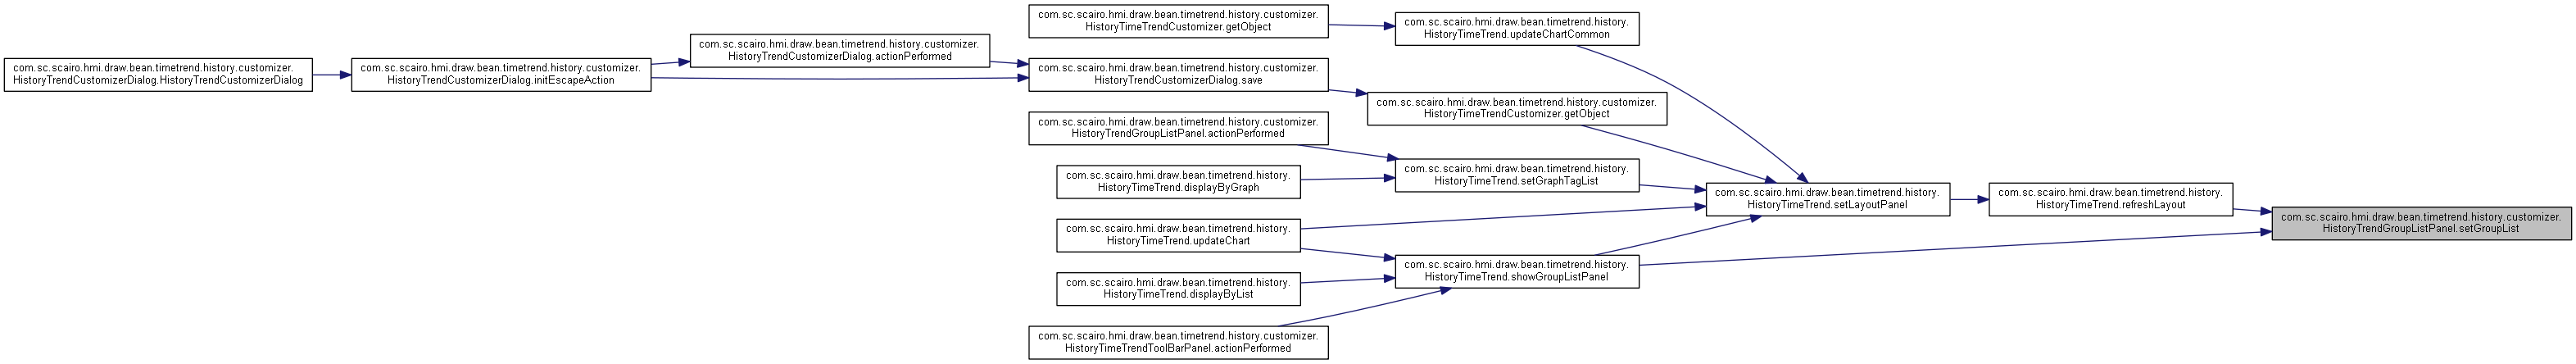 com.sc.scairo.hmi.draw.bean.timetrend.history.customizer.
HistoryTrendCustomizerDialog.HistoryTrendCustomizerDialog
com.sc.scairo.hmi.draw.bean.timetrend.history.customizer.
HistoryTrendCustomizerDialog.initEscapeAction
com.sc.scairo.hmi.draw.bean.timetrend.history.customizer.
HistoryTrendCustomizerDialog.actionPerformed
com.sc.scairo.hmi.draw.bean.timetrend.history.customizer.
HistoryTimeTrendCustomizer.getObject
com.sc.scairo.hmi.draw.bean.timetrend.history.customizer.
HistoryTrendCustomizerDialog.save
com.sc.scairo.hmi.draw.bean.timetrend.history.customizer.
HistoryTrendGroupListPanel.actionPerformed
com.sc.scairo.hmi.draw.bean.timetrend.history.
HistoryTimeTrend.displayByGraph
com.sc.scairo.hmi.draw.bean.timetrend.history.
HistoryTimeTrend.updateChart
com.sc.scairo.hmi.draw.bean.timetrend.history.
HistoryTimeTrend.displayByList
com.sc.scairo.hmi.draw.bean.timetrend.history.customizer.
HistoryTimeTrendToolBarPanel.actionPerformed
com.sc.scairo.hmi.draw.bean.timetrend.history.
HistoryTimeTrend.updateChartCommon
com.sc.scairo.hmi.draw.bean.timetrend.history.customizer.
HistoryTimeTrendCustomizer.getObject
com.sc.scairo.hmi.draw.bean.timetrend.history.
HistoryTimeTrend.setGraphTagList
com.sc.scairo.hmi.draw.bean.timetrend.history.
HistoryTimeTrend.showGroupListPanel
com.sc.scairo.hmi.draw.bean.timetrend.history.
HistoryTimeTrend.setLayoutPanel
com.sc.scairo.hmi.draw.bean.timetrend.history.
HistoryTimeTrend.refreshLayout
com.sc.scairo.hmi.draw.bean.timetrend.history.customizer.
HistoryTrendGroupListPanel.setGroupList